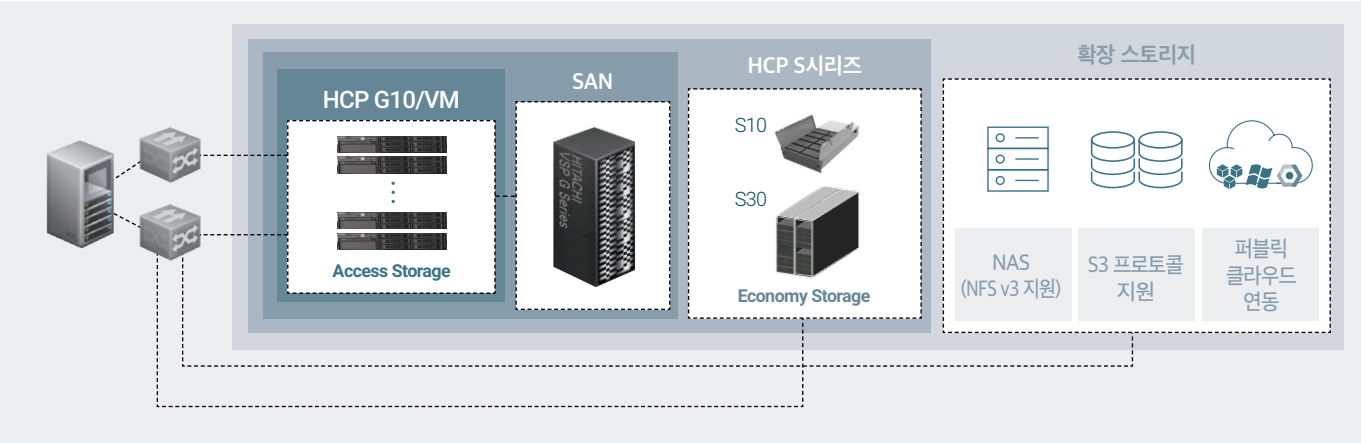 HCP G10/VM
Access Storage
SAN
HITACHI
VSP G Series
HCP S시리즈
S10
S30
Economy Storage
확장 스토리지
NAS
(NFS v3 지원)
S3 프로토콜
지원
퍼블릭
클라우드
연동